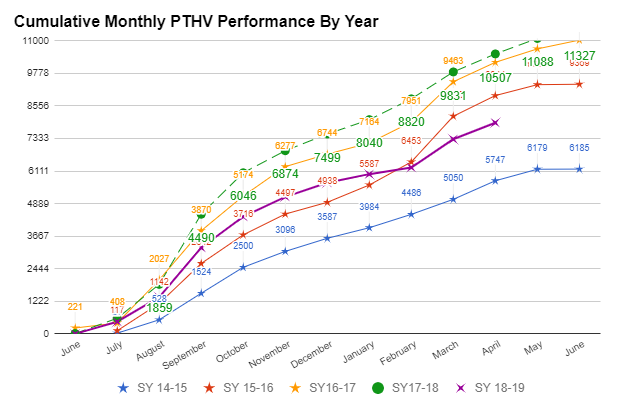 Cumulative Monthly PTHV Performance By Year
11000
9778
8556
7333
6111
4889
3667
2444
1222
0
221
408
117
2027
1142
528
1859
3870
4490
1524
5174
6046
3716
2500
6277
6874
4497
3096
6744
7499
4938
3587
7164
8040
5587
3984
7951
8820
6453
4486
9463
9831
5050
10507
5747
11088
6179
11327
9369
6185
June
July
August
September
October
November
December
January
February
March
April
May
June
SY 14-15
SY 15-16
SY16-17
SY17-18
SY 18-19